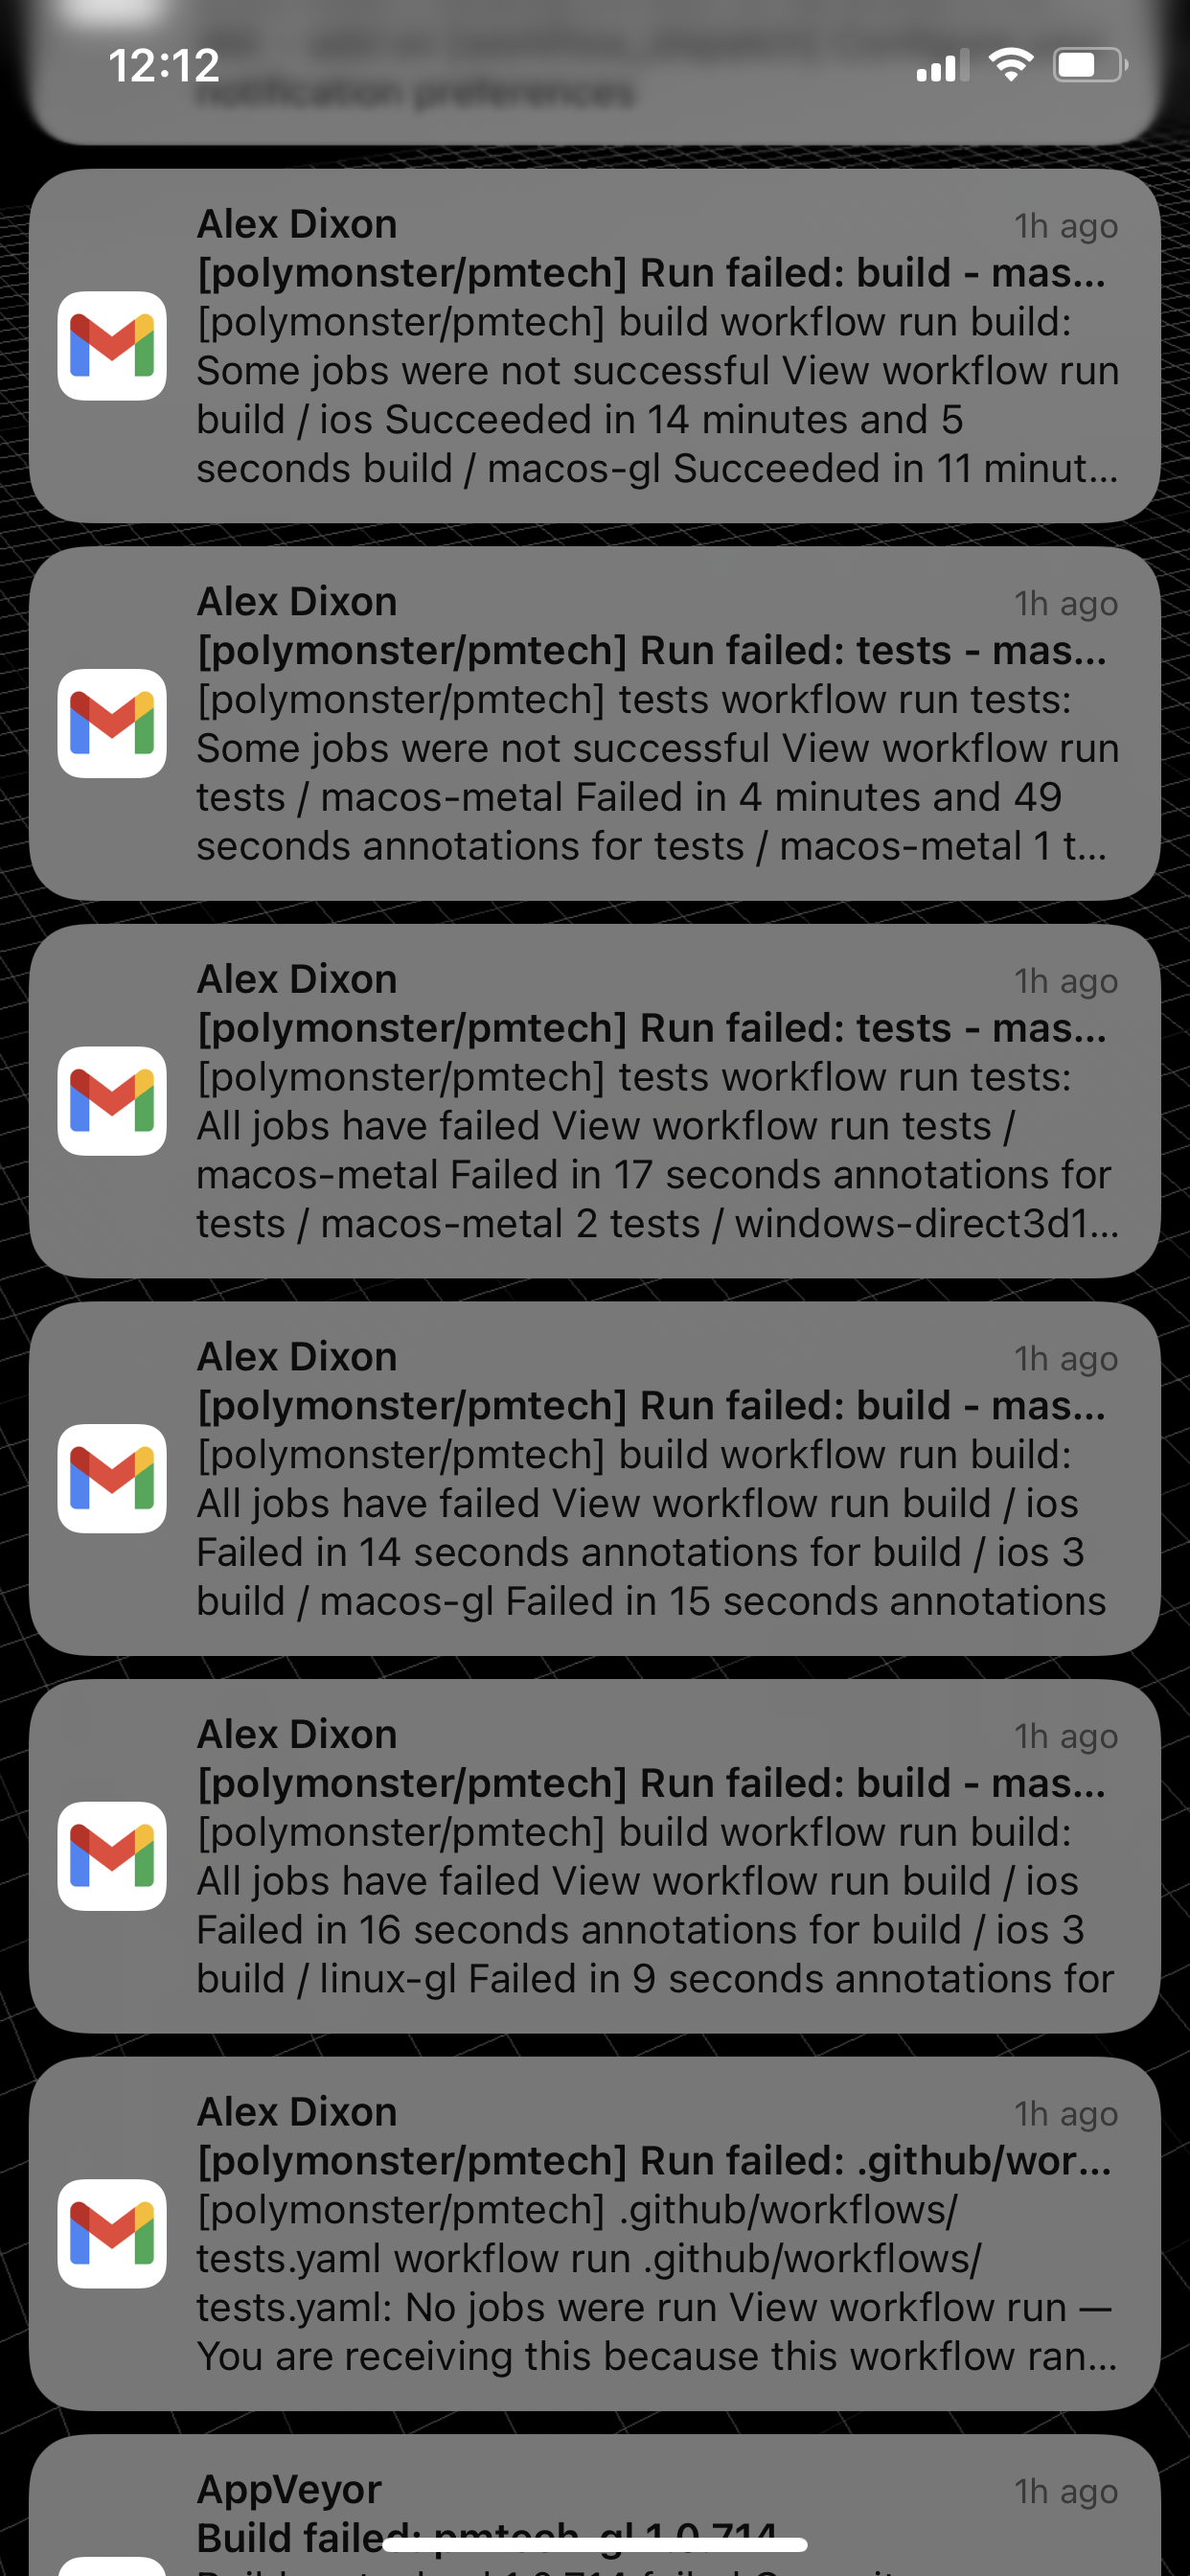 12:12
notification preferences
Alex Dixon
1h ago
[polymonster/pmtech] Run failed: build - mas...
[polymonster/pmtech] build workflow run build:
Some jobs were not successful View workflow run
build / ios Succeeded in 14 minutes and 5
seconds build / macos-gl Succeeded in 11 minut...
Alex Dixon
1h ago
[polymonster/pmtech] Run failed: tests - mas...
[polymonster/pmtech] tests workflow run tests:
Some jobs were not successful View workflow run
tests / macos-metal Failed in 4 minutes and 49
seconds annotations for tests / macos-metal 1 t...
Alex Dixon
1h ago
[polymonster/pmtech] Run failed: tests - mas...
[polymonster/pmtech] tests workflow run tests:
All jobs have failed View workflow run tests /
macos-metal Failed in 17 seconds annotations for
tests / macos-metal 2 tests / windows-direct3d1...
Alex Dixon
1h ago
[polymonster/pmtech] Run failed: build - mas...
[polymonster/pmtech] build workflow run build:
All jobs have failed View workflow run build / ios
Failed in 14 seconds annotations for build / ios 3
build / macos-gl Failed in 15 seconds annotations
Alex Dixon
1h ago
[polymonster/pmtech] Run failed: build - mas...
[polymonster/pmtech] build workflow run build:
All jobs have failed View workflow run build / ios
Failed in 16 seconds annotations for build / ios 3
build / linux-gl Failed in 9 seconds annotations for
Alex Dixon
1h ago
[polymonster/pmtech] Run failed: .github/wor...
[polymonster/pmtech] .github/workflows/
tests.yaml workflow run .github/workflows/
tests.yaml: No jobs were run View workflow run —
You are receiving this because this workflow ran...
AppVeyor
1h ago
Build failed: pmtech-gl 1.0.714